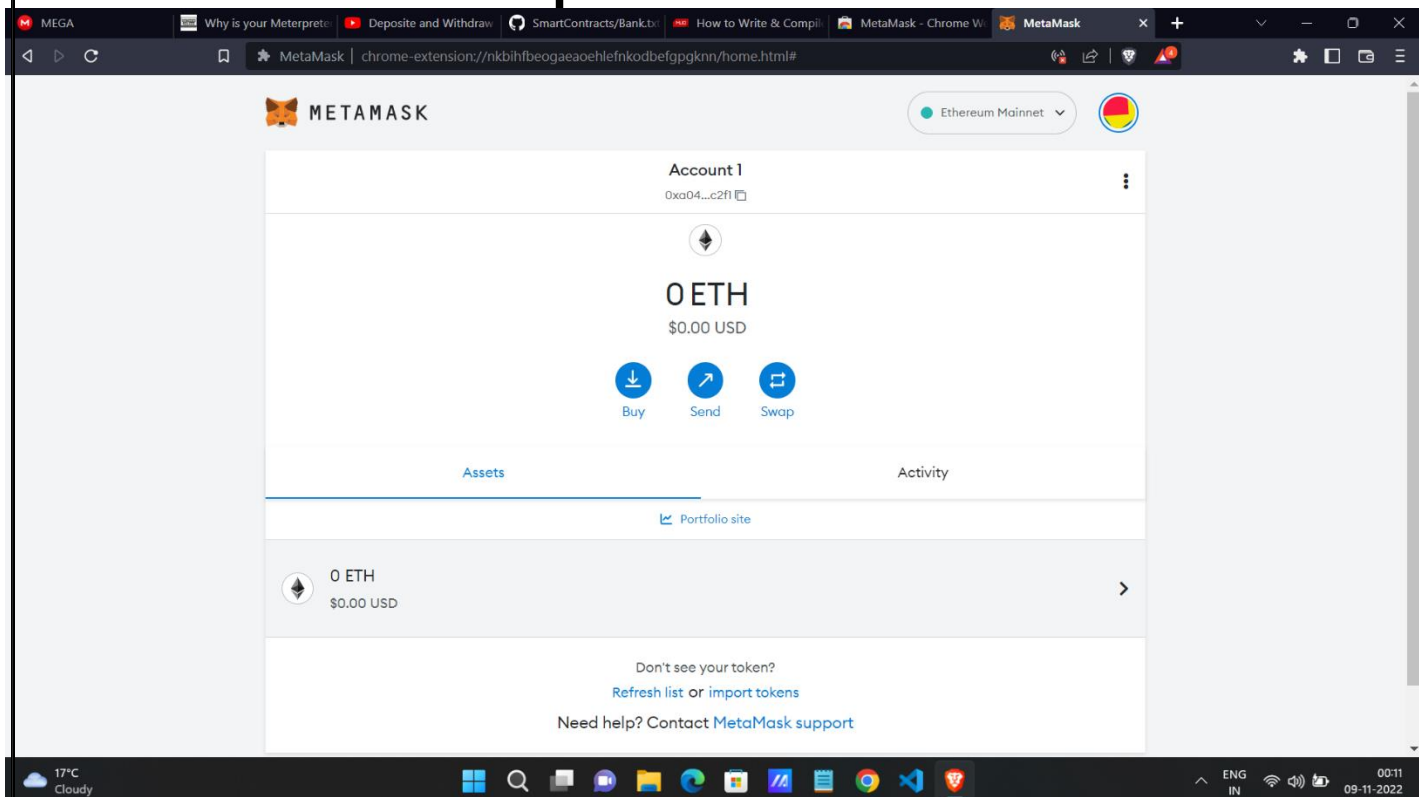 MEGA
Why is your Meterprete
Deposite and Withdraw
SmartContracts/Bank.tx
How to Write & Compil
MetaMask - Chrome W
MetaMask
MetaMask | chrome-extension://nkbihfbeogaeaoehlefnkodbefgpgknn/home.html#
METAMASK
Ethereum Mainnet
Account 1
0xa04...c2f1
0 ETH
$0.00 USD
Buy Send Swap
Assets Activity
Portfolio site
0 ETH
$0.00 USD
Don't see your token?
Refresh list or import tokens
Need help? Contact MetaMask support
17°C
Cloudy
ENG
IN
00:11
09-11-2022